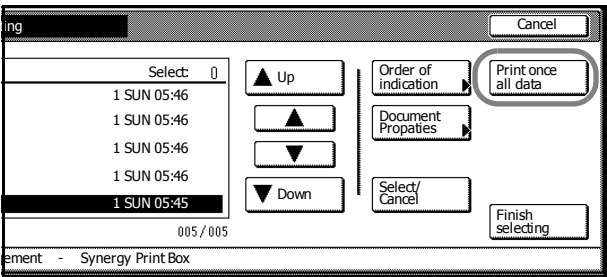 ing
Cancel
Select: 0
1 SUN 05:46
1 SUN 05:46
1 SUN 05:46
1 SUN 05:46
1 SUN 05:45
005/005
Up
Down
Order of
indication
Document
Propaties
Select/
Cancel
Print once
all data
Finish
selecting
ement - Synergy Print Box